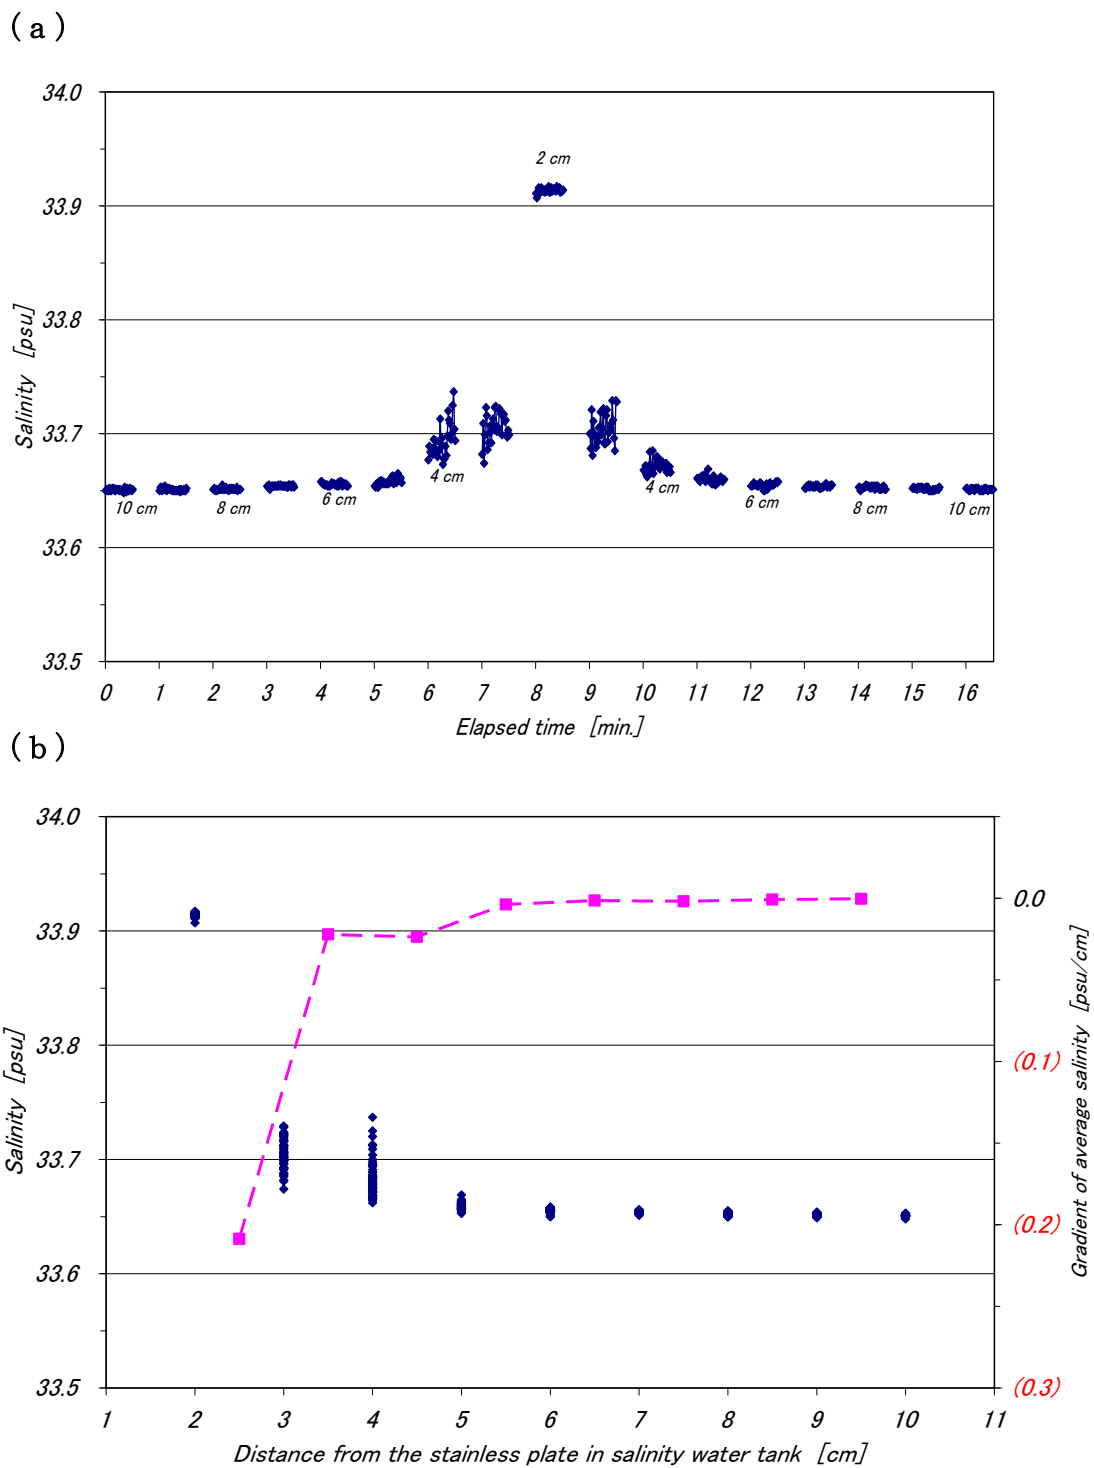 (a)
34.0
33.9
33.8
33.7
33.6
33.5
Salinity [psu]
2 cm
4 cm
4 cm
10 cm
8 cm
6 cm
6 cm
8 cm
10 cm
0 1 2 3 4 5 6 7 8 9 10 11 12 13 14 15 16
Elapsed time [min.]
(b)
34.0
33.9
33.8
33.7
33.6
33.5
Salinity [psu]
0.0
(0.1)
(0.2)
(0.3)
Gradient of average salinity [psu/cm]
1 2 3 4 5 6 7 8 9 10 11
Distance from the stainless plate in salinity water tank [cm]